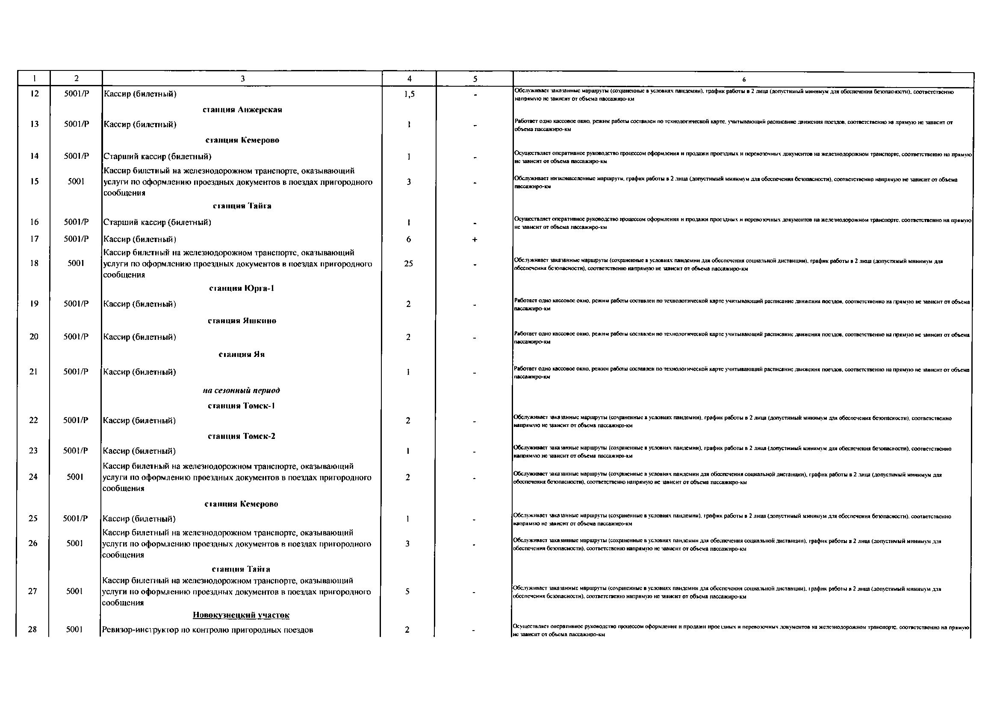 1 2 3 4 5 6
12 5001/Р Кассир (билетный) 1,5 - Обслуживает заказанные маршруты (сохраненные в условиях пандемии), график работы в 2 лица (допустимый минимум для обеспечения безопасности), соответственно
напрямую не зависит от объема пассажиро-км
станция Анжерская
13 5001/Р Кассир (билетный) 1 - Работает одно кассовое окно, режим работы составлен по технологической карте, учитывающий расписание движения поездов, соответственно на прямую не зависит от
объема пассажиро-км
станция Кемерово
14 5001/Р Старший кассир (билетный) 1 - Осуществляет оперативное руководство процессом оформления и продажи проездных и перевозочных документов на железнодорожном транспорте, соответственно на прямую
не зависит от объема пассажиро-км
Кассир билетный на железнодорожном транспорте, оказывающий
15 5001 услуги по оформлению проездных документов в поездах пригородного 3 - Обслуживает низконаселенные маршруты, график работы в 2 лица (допустимый минимум для обеспечения безопасности), соответственно напрямую не зависит от объема
сообщения пассажиро-км
станция Тайга
16 5001/Р Старший кассир (билетный) 1 - Осуществляет оперативное руководство процессом оформления и продажи проездных и перевозочных документов на железнодорожном транспорте, соответственно на прямую
не зависит от объема пассажиро-км
17 5001/Р Кассир (билетный) 6 +
Кассир билетный на железнодорожном транспорте, оказывающий
18 5001 услуги по оформлению проездных документов в поездах пригородного 25 - Обслуживает заказанные маршруты (сохраненные в условиях пандемии для обеспечения социальной дистанции), график работы в 2 лица (допустимый минимум для
сообщения обеспечения безопасности), соответственно напрямую не зависит от объема пассажиро-км
станция Юрга-1
19 5001/Р Кассир (билетный) 2 - Работает одно кассовое окно, режим работы составлен по технологической карте учитывающий расписание движения поездов, соответственно на прямую не зависит от объема
пассажиро-км
станция Яшкино
20 5001/Р Кассир (билетный) 2 - Работает одно кассовое окно, режим работы составлен по технологической карте учитывающий расписание движения поездов, соответственно на прямую не зависит от объема
пассажиро-км
станция Яя
21 5001/Р Кассир (билетный) 1 - Работает одно кассовое окно, режим работы составлен по технологической карте учитывающий расписание движения поездов, соответственно на прямую не зависит от объема
пассажиро-км
на сезонный период
станция Томск-1
22 5001/Р Кассир (билетный) 2 - Обслуживает заказанные маршруты (сохраненные в условиях пандемии), график работы в 2 лица (допустимый минимум для обеспечения безопасности), соответственно
напрямую не зависит от объема пассажиро-км
станция Томск-2
23 5001/Р Кассир (билетный) 1 - Обслуживает заказанные маршруты (сохраненные в условиях пандемии), график работы в 2 лица (допустимый минимум для обеспечения безопасности), соответственно
напрямую не зависит от объема пассажиро-км
Кассир билетный на железнодорожном транспорте, оказывающий
24 5001 услуги по оформлению проездных документов в поездах пригородного 2 - Обслуживает заказанные маршруты (сохраненные в условиях пандемии для обеспечения социальной дистанции), график работы в 2 лица (допустимый минимум для
сообщения обеспечения безопасности), соответственно напрямую не зависит от объема пассажиро-км
станция Кемерово
25 5001/Р Кассир (билетный) 1 - Обслуживает заказанные маршруты (сохраненные в условиях пандемии), график работы в 2 лица (допустимый минимум для обеспечения безопасности), соответственно
напрямую не зависит от объема пассажиро-км
Кассир билетный на железнодорожном транспорте, оказывающий
26 5001 услуги по оформлению проездных документов в поездах пригородного 3 - Обслуживает заказанные маршруты (сохраненные в условиях пандемии для обеспечения социальной дистанции), график работы в 2 лица (допустимый минимум для
сообщения обеспечения безопасности), соответственно напрямую не зависит от объема пассажиро-км
станция Тайга
Кассир билетный на железнодорожном транспорте, оказывающий
27 5001 услуги по оформлению проездных документов в поездах пригородного 5 - Обслуживает заказанные маршруты (сохраненные в условиях пандемии для обеспечения социальной дистанции), график работы в 2 лица (допустимый минимум для
сообщения обеспечения безопасности), соответственно напрямую не зависит от объема пассажиро-км
Новокузнецкий участок
28 5001 Ревизор-инструктор по контролю пригородных поездов 2 - Осуществляет оперативное руководство процессом оформления и продажи проездных и перевозочных документов на железнодорожном транспорте, соответственно на прямую
не зависит от объема пассажиро-км